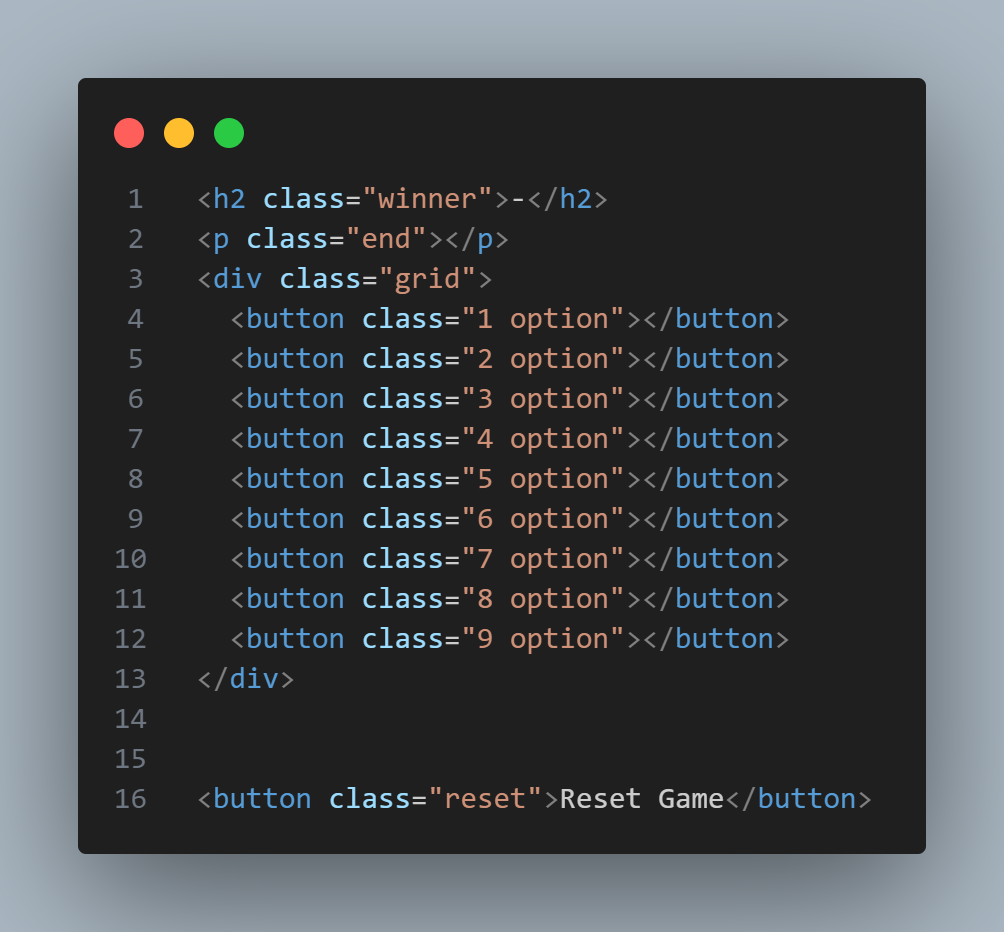 1 <h2 class="winner">-</h2>
2 <p class="end"></p>
3 <div class="grid">
4   <button class="1 option"></button>
5   <button class="2 option"></button>
6   <button class="3 option"></button>
7   <button class="4 option"></button>
8   <button class="5 option"></button>
9   <button class="6 option"></button>
10   <button class="7 option"></button>
11   <button class="8 option"></button>
12   <button class="9 option"></button>
13 </div>
14
15
16 <button class="reset">Reset Game</button>